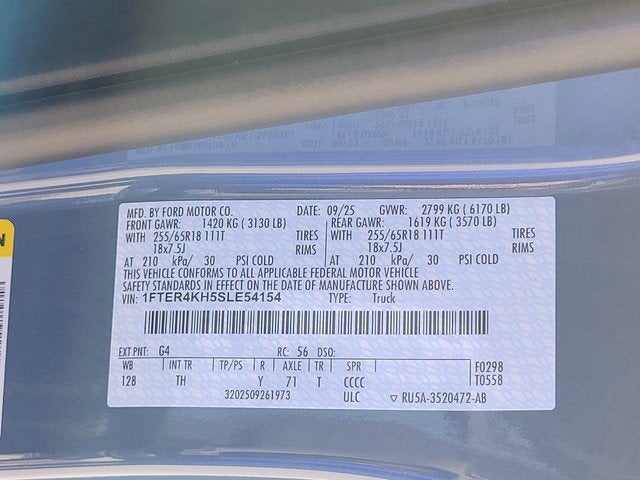 MFD. BY FORD MOTOR CO. DATE: 09/25 GVWR: 2799 KG ( 6170 LB)
FRONT GAWR: 1420 KG ( 3130 LB) REAR GAWR: 1619 KG ( 3570 LB)
WITH 255/65R18 111T TIRES WITH 255/65R18 111T TIRES
18x7.5J RIMS 18x7.5J RIMS
AT 210 kPa/ 30 PSI COLD AT 210 kPa/ 30 PSI COLD
THIS VEHICLE CONFORMS TO ALL APPLICABLE FEDERAL MOTOR VEHICLE
SAFETY STANDARDS IN EFFECT ON THE DATE OF MANUFACTURE SHOWN ABOVE.
VIN: 1FTER4KH5SLE54154 TYPE: Truck
EXT PNT: G4 RC: 56 DSO:
WB INT TR TP/PS R AXLE TR SPR F0298
128 TH Y 71 T CCCC T0558
3202509261973 ULC ▽ RU5A-3520472-AB